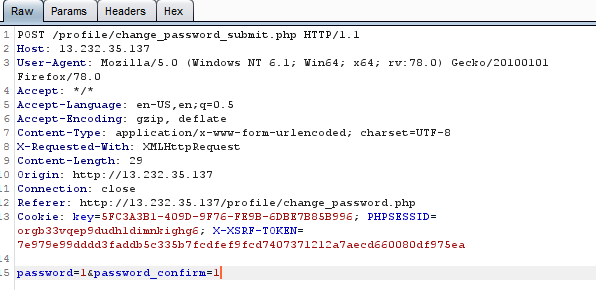 Raw Params Headers Hex
1 POST /profile/change_password_submit.php HTTP/1.1
2 Host: 13.232.35.137
3 User-Agent: Mozilla/5.0 (Windows NT 6.1; Win64; x64; rv:78.0) Gecko/20100101
Firefox/78.0
4 Accept: */*
5 Accept-Language: en-US,en;q=0.5
6 Accept-Encoding: gzip, deflate
7 Content-Type: application/x-www-form-urlencoded; charset=UTF-8
8 X-Requested-With: XMLHttpRequest
9 Content-Length: 29
10 Origin: http://13.232.35.137
11 Connection: close
12 Referer: http://13.232.35.137/profile/change_password.php
13 Cookie: key=5FC3A3B1-409D-9F76-FE9B-6DBE7B85B996; PHPSESSID=
orgb33vqep9dudhldimnkighg6; X-XSRF-TOKEN=
7e979e99dddd3faddb5c335b7fcdfef9fcd7407371212a7aecd660080df975ea
14
15 password=1&password_confirm=1